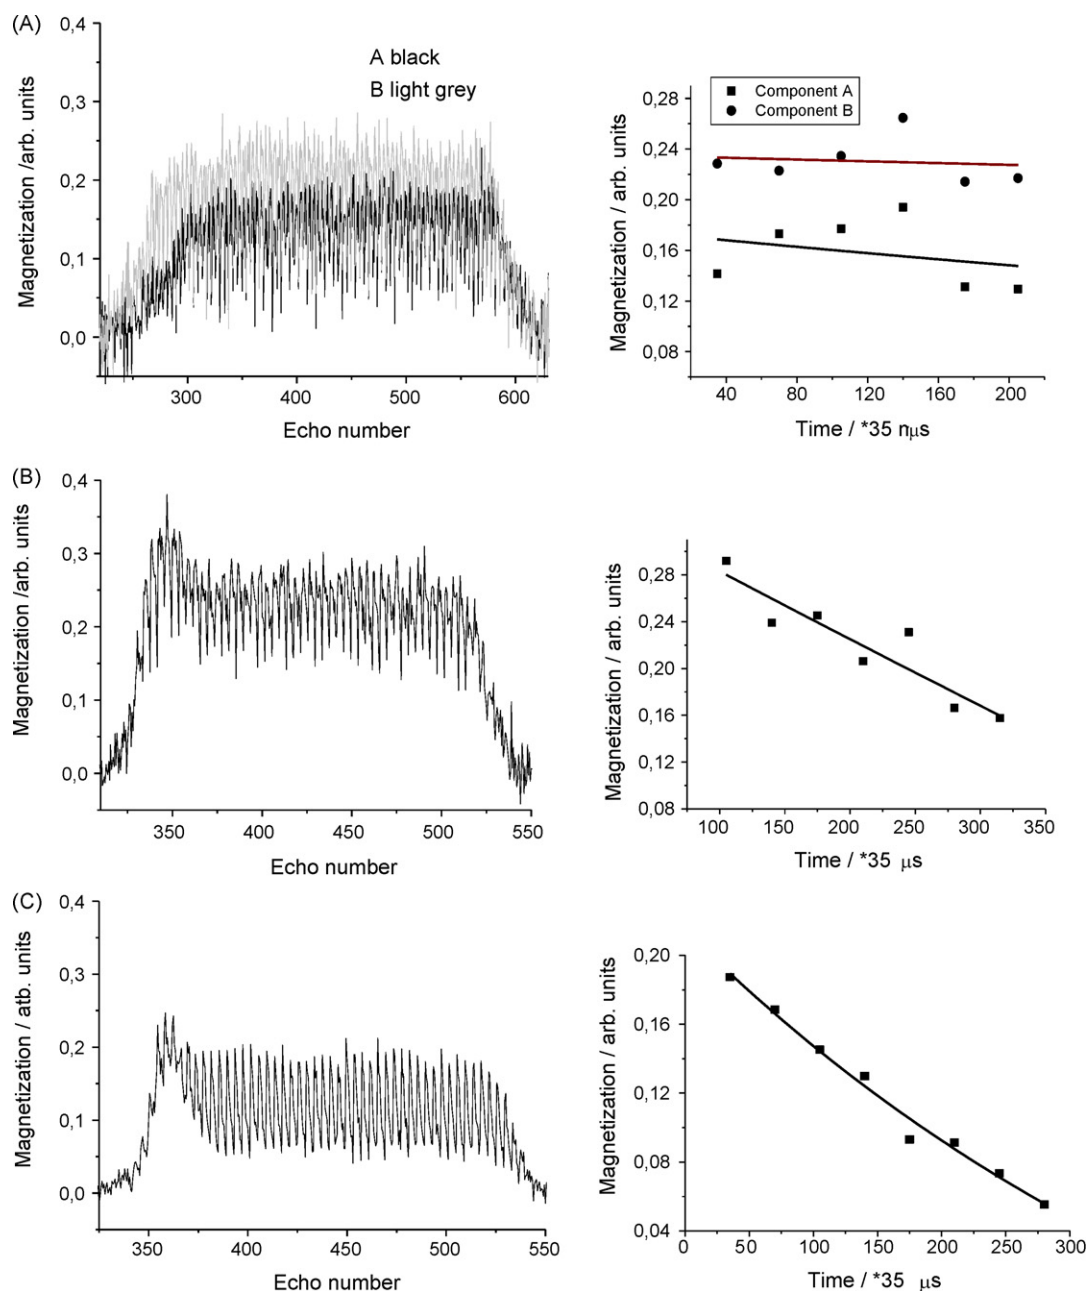 (A)
0,4
0,3
0,2
0,1
0,0
Magnetization /arb. units
A black
B light grey
300 400 500 600
Echo number
Component A
Component B
0,28
0,24
0,20
0,16
0,12
0,08
Magnetization / arb. units
40 80 120 160 200
Time / *35 nμs
(B)
0,4
0,3
0,2
0,1
0,0
Magnetization /arb. units
350 400 450 500 550
Echo number
0,28
0,24
0,20
0,16
0,12
0,08
Magnetization / arb. units
100 150 200 250 300 350
Time / *35 μs
(C)
0,4
0,3
0,2
0,1
0,0
Magnetization / atb. units
350 400 450 500 550
Echo number
0,20
0,16
0,12
0,08
0,04
Magnetization / arb. units
0 50 100 150 200 250 300
Time / *35 μs